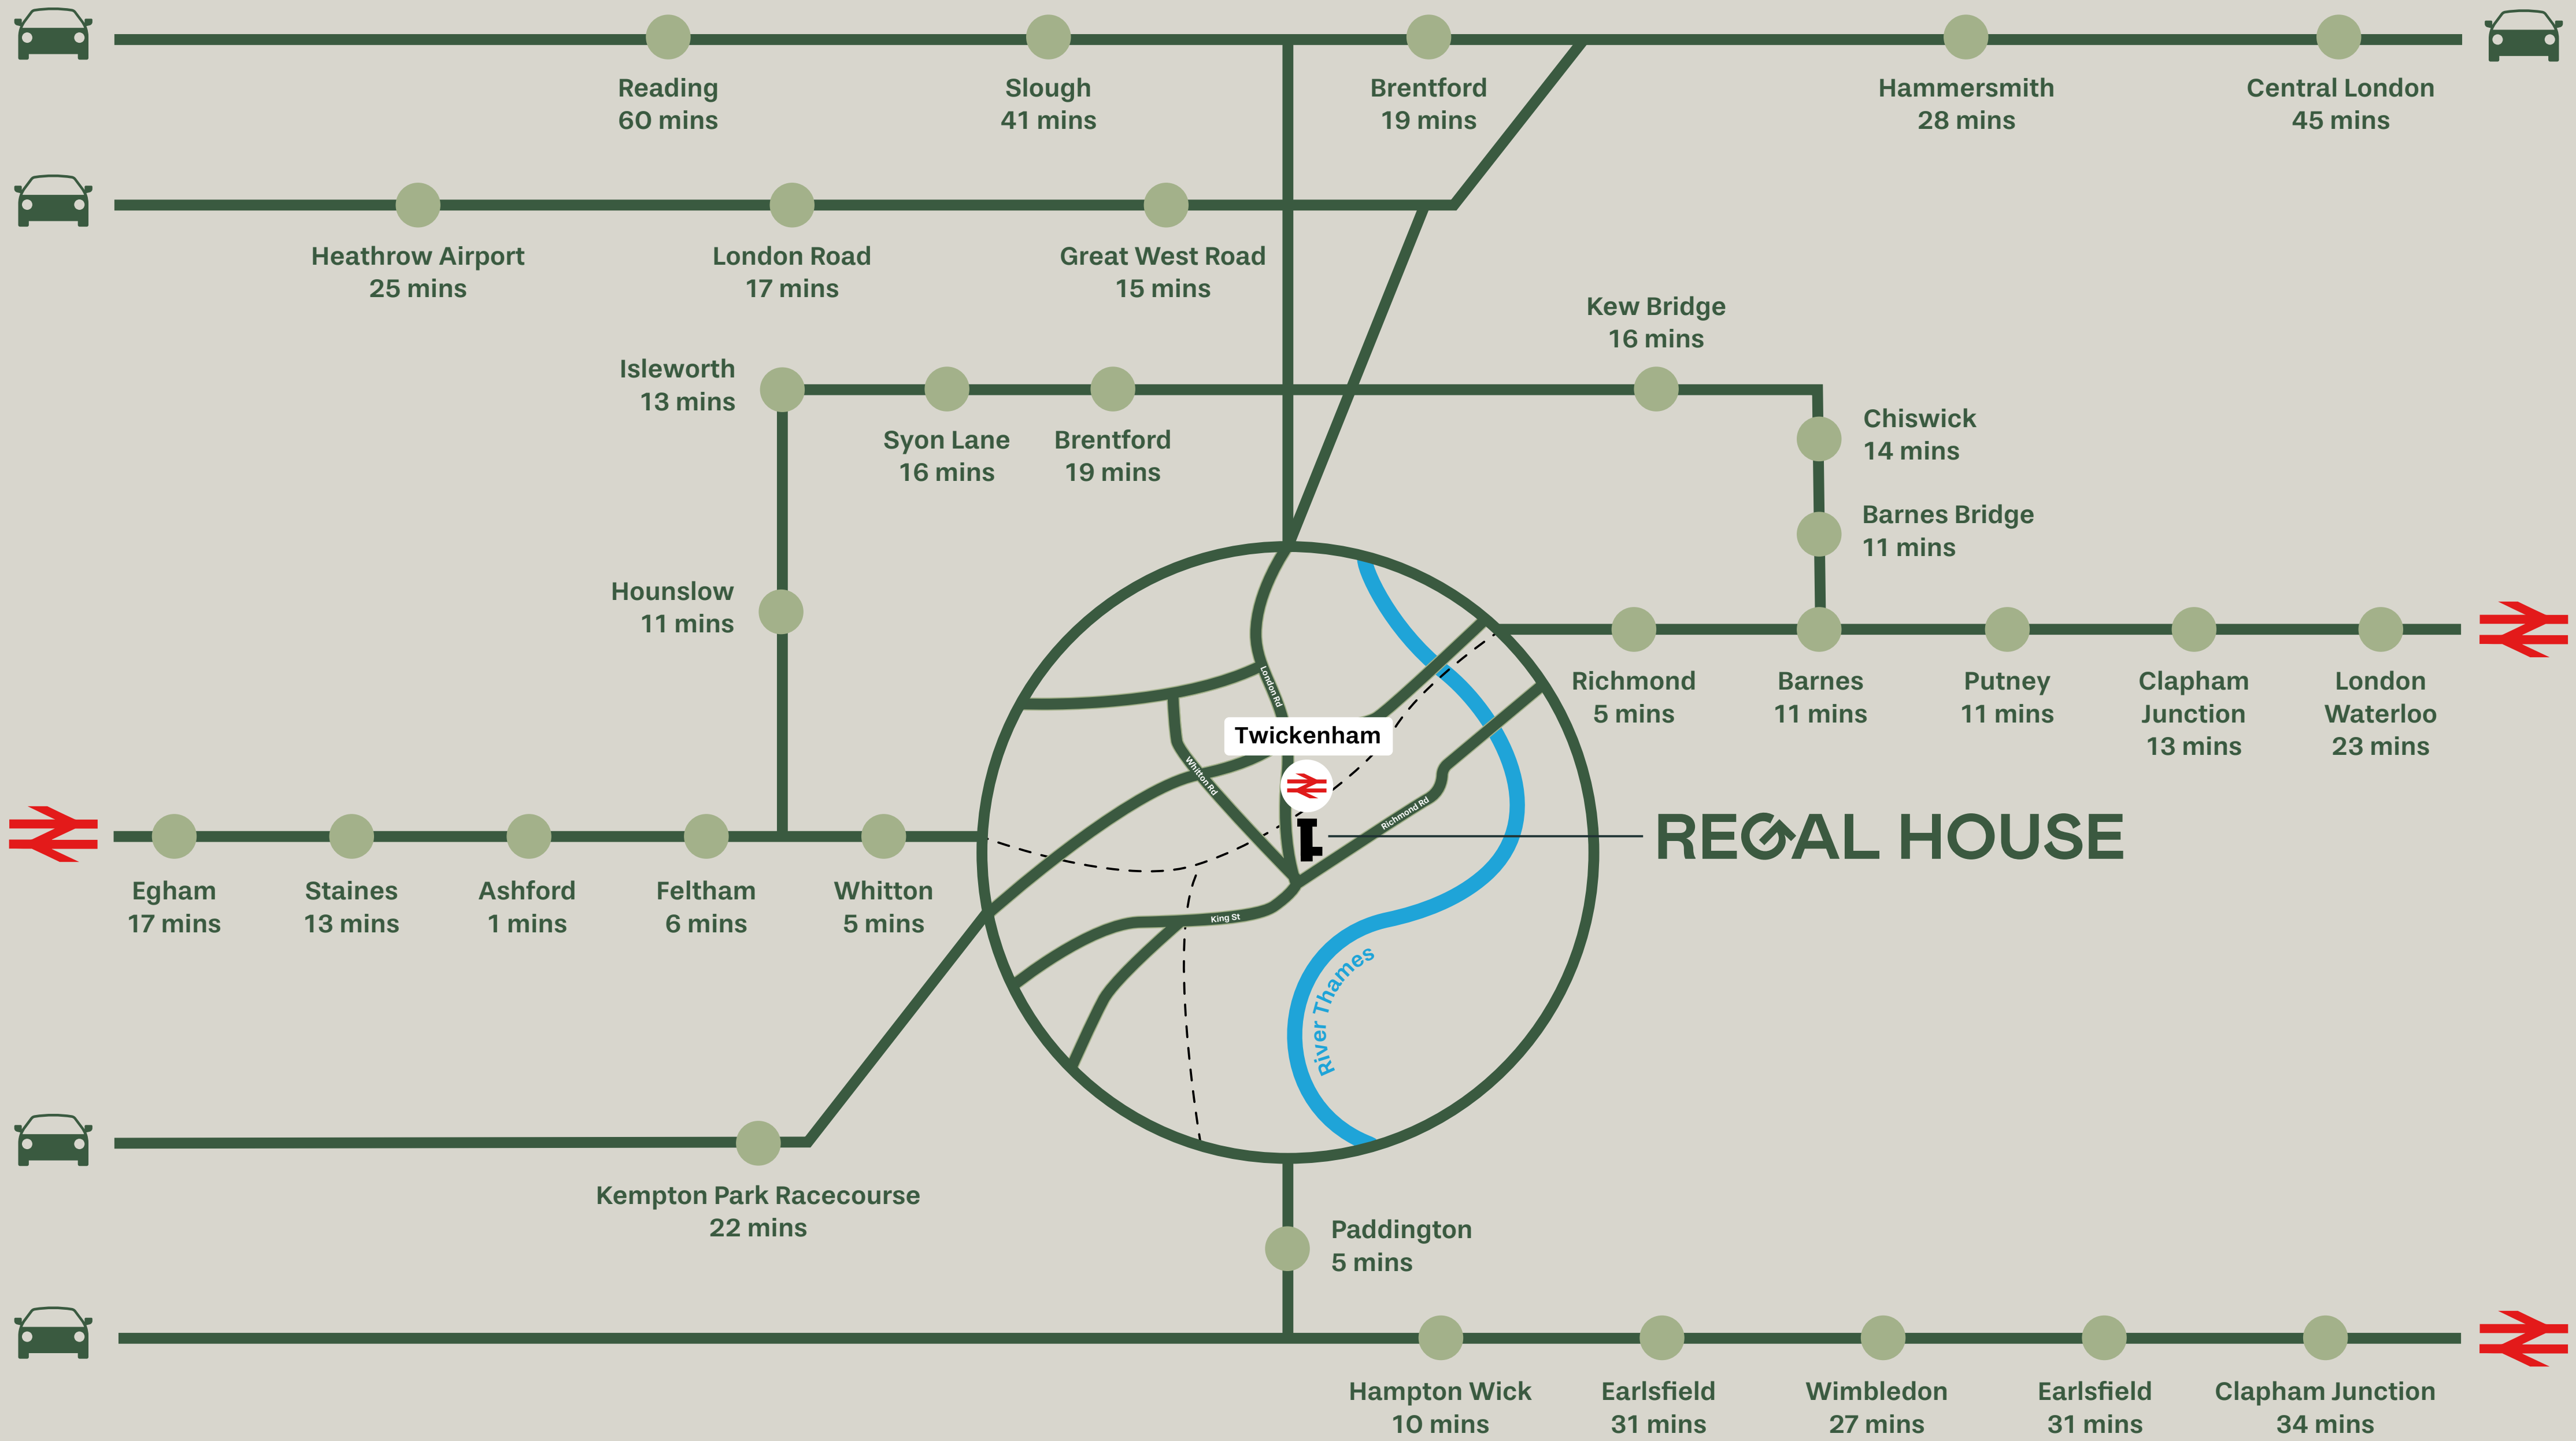 Reading
60 mins
Slough
41 mins
Brentford
19 mins
Hammersmith
28 mins
Central London
45 mins
Heathrow Airport
25 mins
London Road
17 mins
Great West Road
15 mins
Kew Bridge
16 mins
Isleworth
13 mins
Syon Lane
16 mins
Brentford
19 mins
Chiswick
14 mins
Barnes Bridge
11 mins
Hounslow
11 mins
Richmond
5 mins
Barnes
11 mins
Putney
11 mins
Clapham
Junction
13 mins
London
Waterloo
23 mins
London Rd
Twickenham
Whitton Rd
Richmond Rd
REGAL HOUSE
King St
River Thames
Egham
17 mins
Staines
13 mins
Ashford
1 mins
Feltham
6 mins
Whitton
5 mins
Kempton Park Racecourse
22 mins
Paddington
5 mins
Hampton Wick
10 mins
Earlsfield
31 mins
Wimbledon
27 mins
Earlsfield
31 mins
Clapham Junction
34 mins